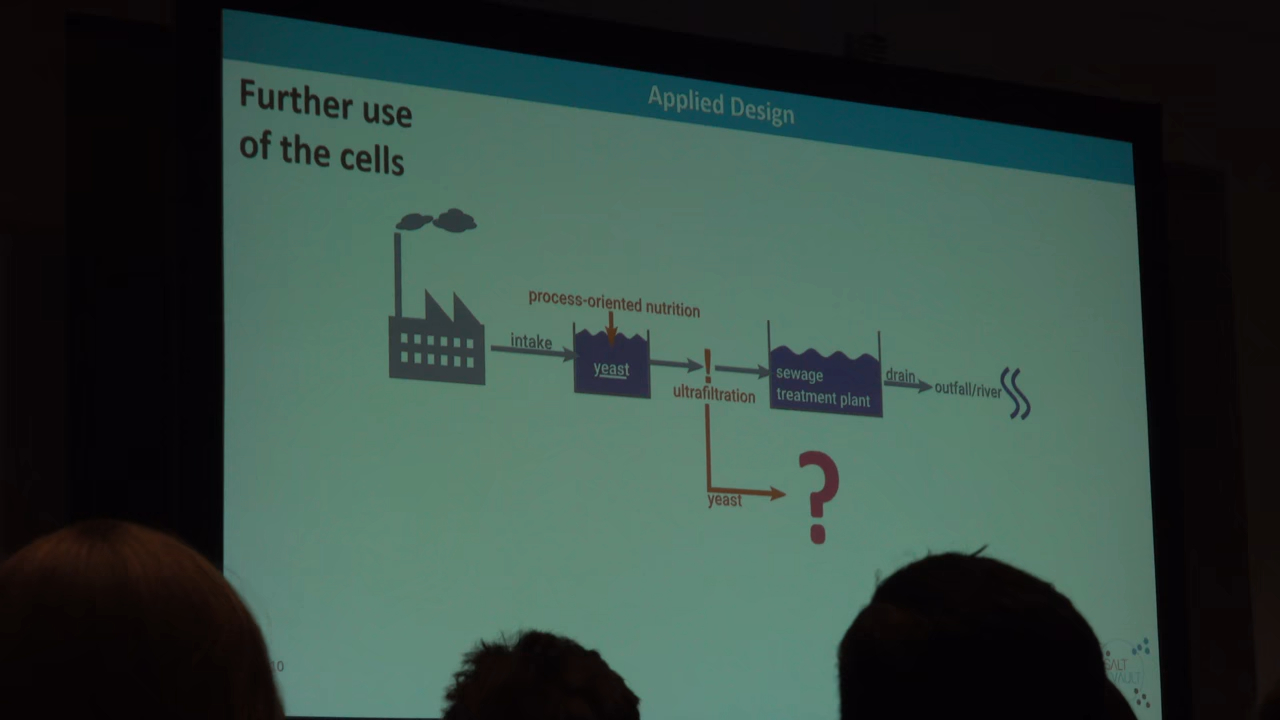 Applied Design
Further use
of the cells
process-oriented nutrition
intake
yeast
ultrafiltration
sewage
treatment plant
drain
outfall/river
yeast
?
10
SALT
VAULT